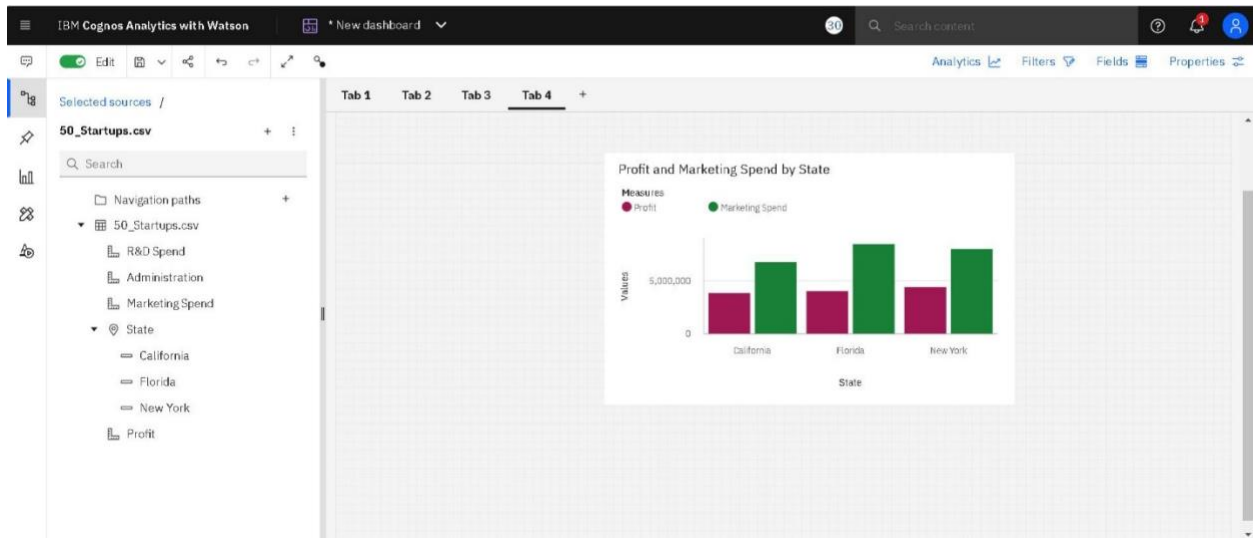 IBM Cognos Analytics with Watson
* New dashboard
30
Search content
1
Edit
Analytics
Filters
Fields
Properties
Selected sources /
Tab 1
Tab 2
Tab 3
Tab 4
+
50_Startups.csv
Search
Navigation paths
50_Startups.csv
R&D Spend
Administration
Marketing Spend
State
California
Florida
New York
Profit
Profit and Marketing Spend by State
Measures
Profit
Marketing Spend
Values
5,000,000
0
California
Florida
New York
State